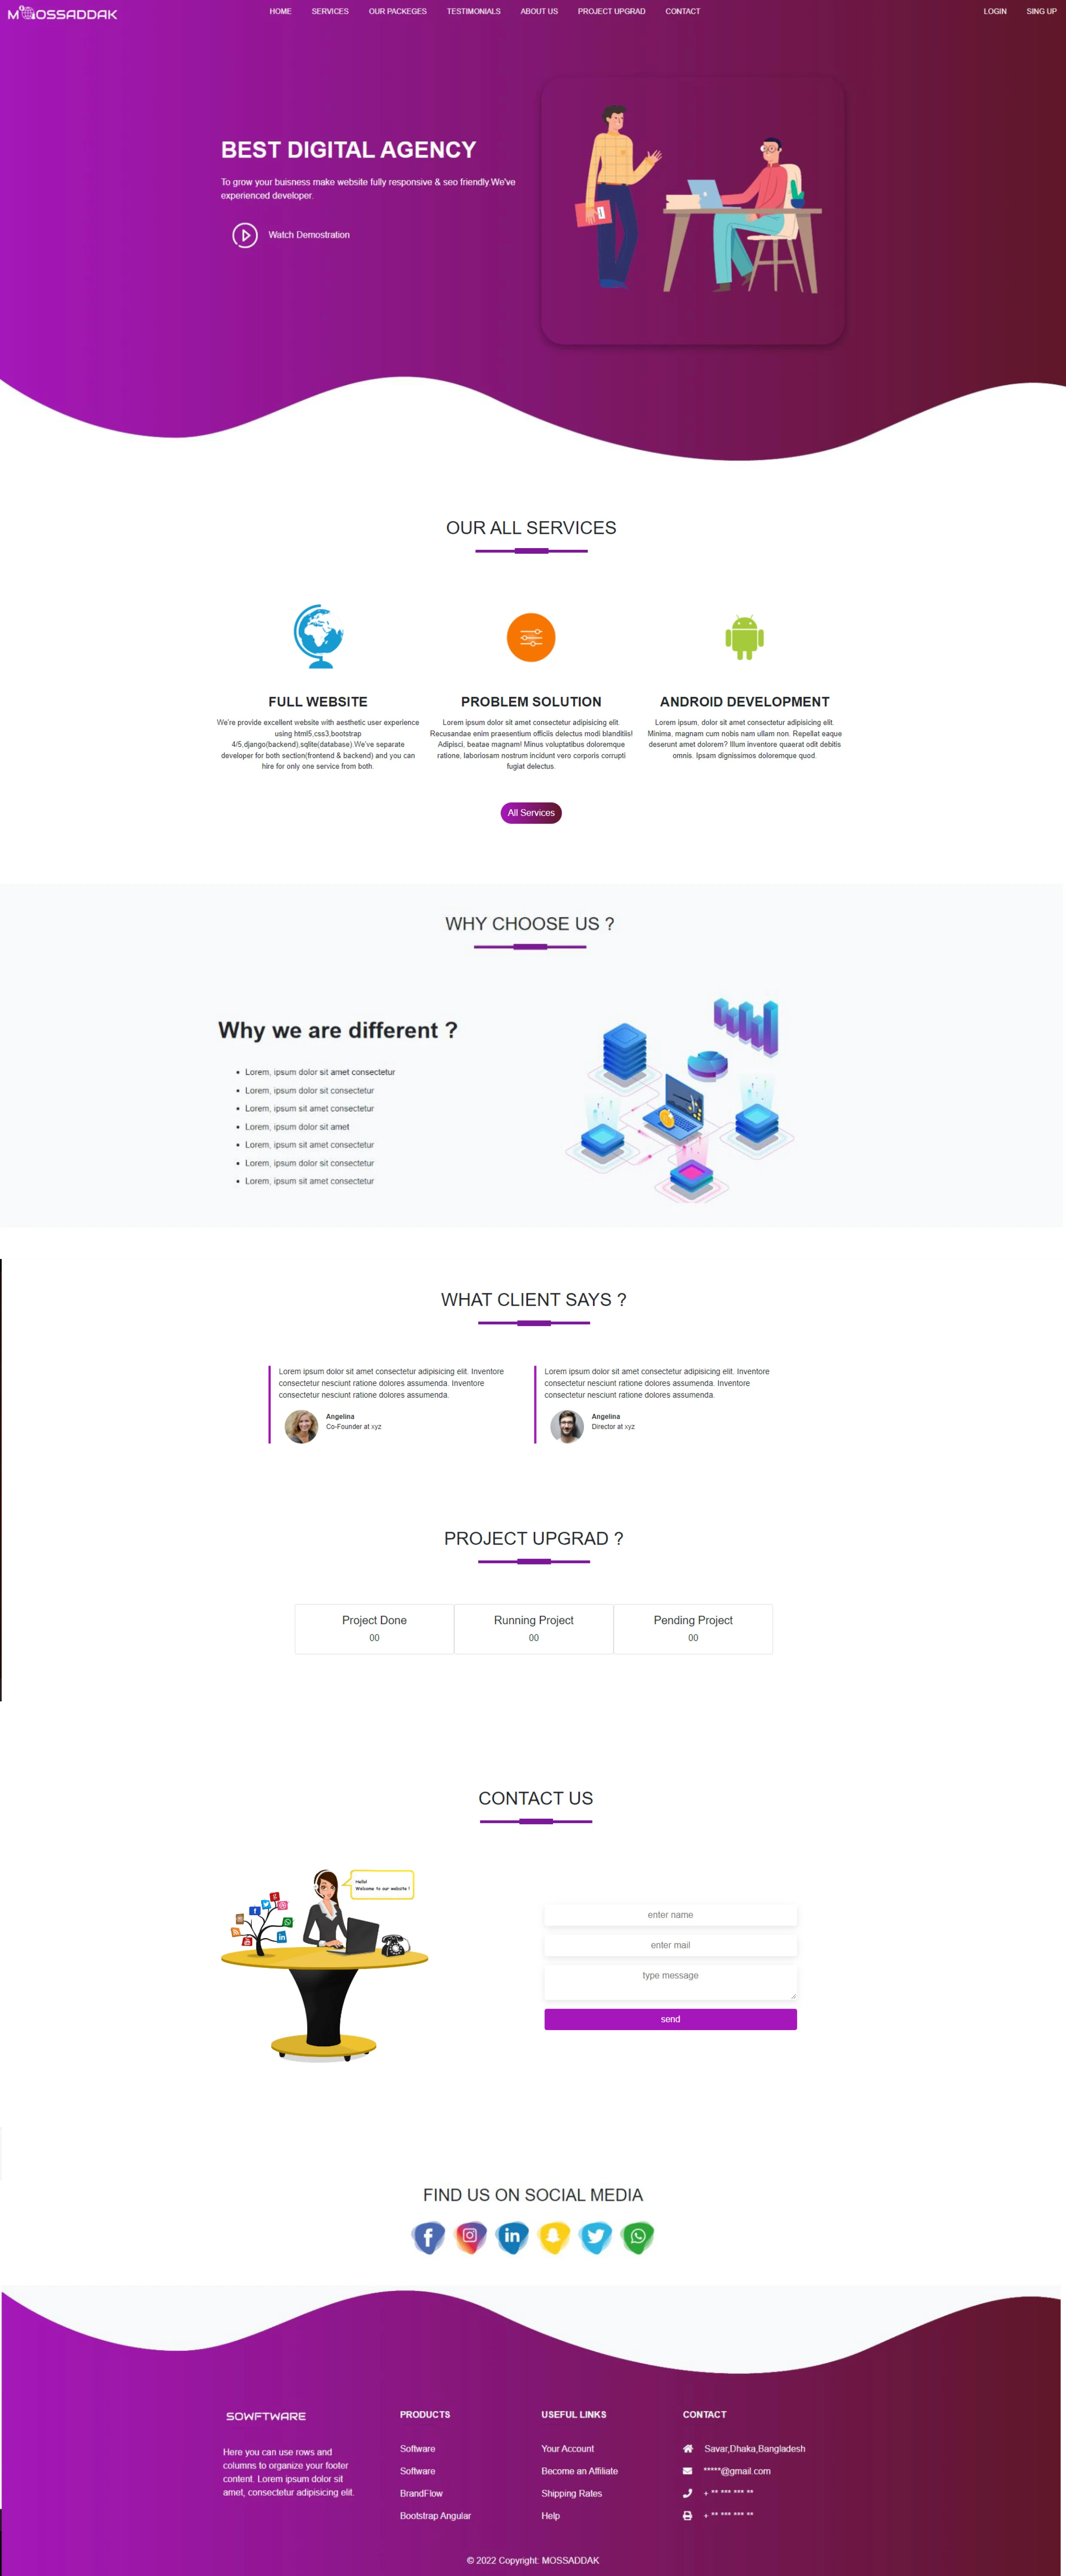 MOSSADDAK
HOME SERVICES OUR PACKEGES TESTIMONIALS ABOUT US PROJECT UPGRAD CONTACT LOGIN SING UP
BEST DIGITAL AGENCY
To grow your buisness make website fully responsive & seo friendly.We've
experienced developer.
Watch Demostration
OUR ALL SERVICES
FULL WEBSITE
We're provide excellent website with aesthetic user experience
using html5,css3,bootstrap
4/5,django(backend),sqlite(database).We've separate
developer for both section(frontend & backend) and you can
hire for only one service from both.
PROBLEM SOLUTION
Lorem ipsum dolor sit amet consectetur adipisicing elit.
Recusandae enim praesentium officiis delectus modi blanditiis!
Adipisci, beatae magnam! Minus voluptatibus doloremque
ratione, laboriosam nostrum incidunt vero corporis corrupti
fugiat delectus.
ANDROID DEVELOPMENT
Lorem ipsum, dolor sit amet consectetur adipisicing elit.
Minima, magnam cum nobis nam ullam non. Repellat eaque
deserunt amet dolorem? Illum inventore quaerat odit debitis
omnis. Ipsam dignissimos doloremque quod.
All Services
WHY CHOOSE US ?
Why we are different ?
Lorem, ipsum dolor sit amet consectetur
Lorem, ipsum dolor sit consectetur
Lorem, ipsum sit amet consectetur
Lorem, ipsum dolor sit amet
Lorem, ipsum sit amet consectetur
Lorem, ipsum dolor sit consectetur
Lorem, ipsum sit amet consectetur
WHAT CLIENT SAYS ?
Lorem ipsum dolor sit amet consectetur adipisicing elit. Inventore
consectetur nesciunt ratione dolores assumenda. Inventore
consectetur nesciunt ratione dolores assumenda.
Angelina
Co-Founder at xyz
Lorem ipsum dolor sit amet consectetur adipisicing elit. Inventore
consectetur nesciunt ratione dolores assumenda. Inventore
consectetur nesciunt ratione dolores assumenda.
Angelina
Director at xyz
PROJECT UPGRAD ?
Project Done
00
Running Project
00
Pending Project
00
CONTACT US
Hello!
Welcome to our website !
enter name
enter mail
type message
send
FIND US ON SOCIAL MEDIA
SOWFTWARE
Here you can use rows and
columns to organize your footer
content. Lorem ipsum dolor sit
amet, consectetur adipisicing elit.
PRODUCTS
Software
Software
BrandFlow
Bootstrap Angular
USEFUL LINKS
Your Account
Become an Affiliate
Shipping Rates
Help
CONTACT
Savar,Dhaka,Bangladesh
*****@gmail.com
+ ** *** *** **
+ ** *** *** **
© 2022 Copyright: MOSSADDAK